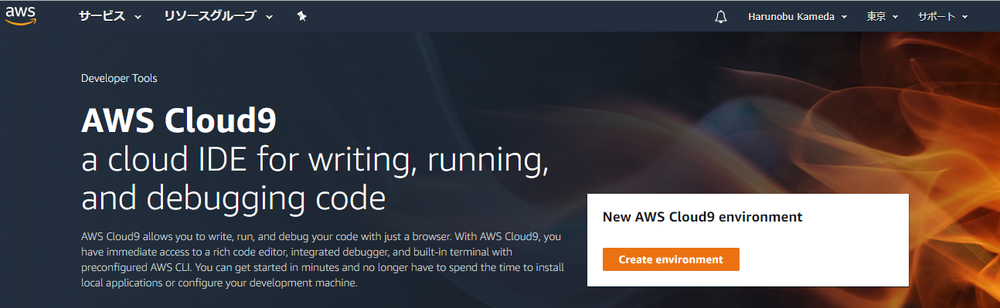 aws サービス リソースグループ Harunobu Kameda 東京 サポート
Developer Tools
AWS Cloud9
a cloud IDE for writing, running,
and debugging code
AWS Cloud9 allows you to write, run, and debug your code with just a browser. With AWS Cloud9, you
have immediate access to a rich code editor, integrated debugger, and built-in terminal with
preconfigured AWS CLI. You can get started in minutes and no longer have to spend the time to install
local applications or configure your development machine.
New AWS Cloud9 environment
Create environment